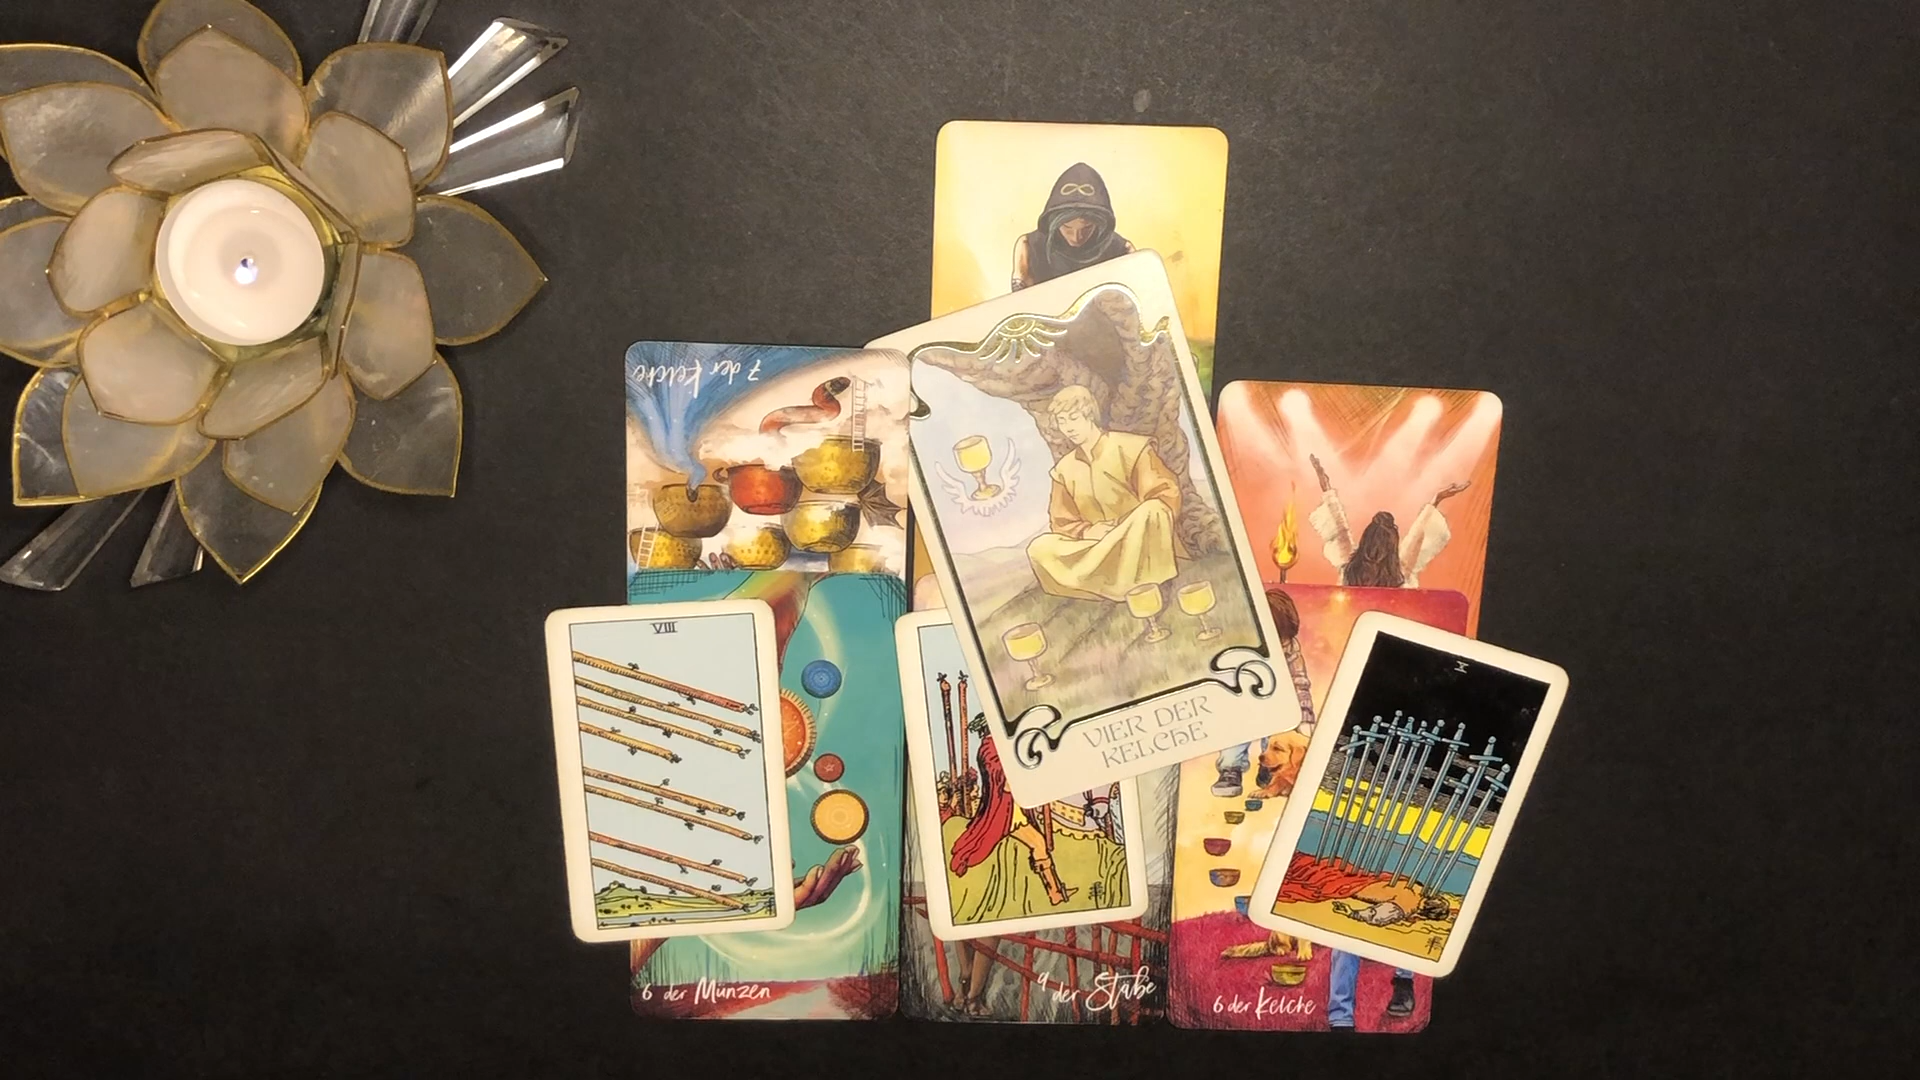 7 der Kelche
VIII
VIER DER
KELCHE
X
6 der Münzen
9 der Stäbe
6 der Kelche